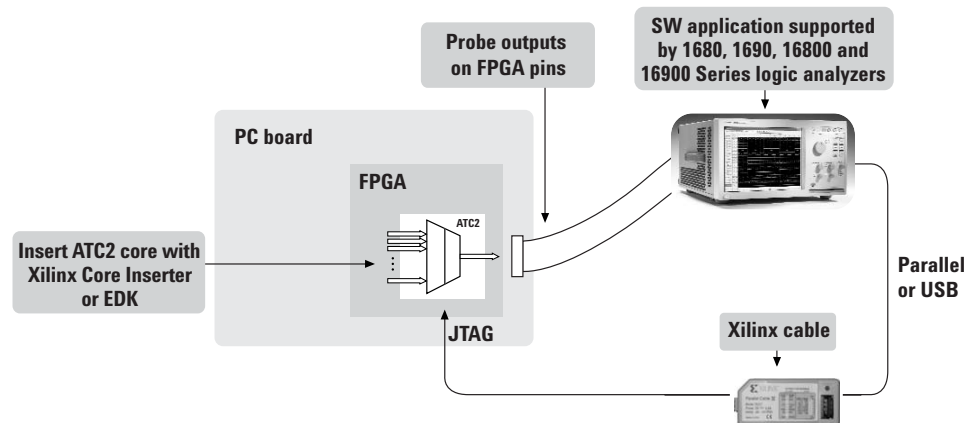 SW application supported
by 1680, 1690, 16800 and
16900 Series logic analyzers
Probe outputs
on FPGA pins
PC board
FPGA
ATC2
Insert ATC2 core with
Xilinx Core Inserter
or EDK
Parallel
or USB
JTAG
Xilinx cable